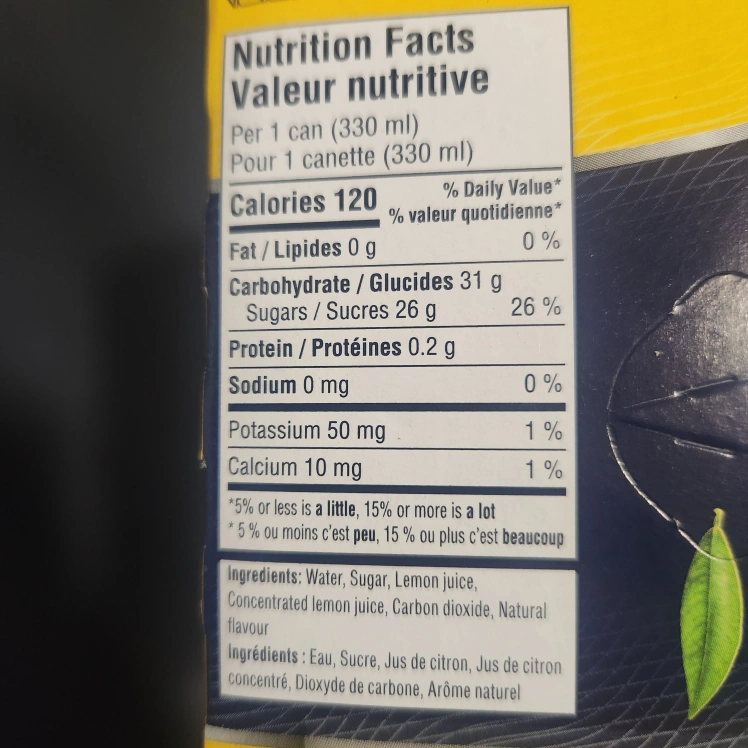 Nutrition Facts
Valeur nutritive
Per 1 can (330 ml)
Pour 1 canette (330 ml)
Calories 120 % Daily Value*
% valeur quotidienne*
Fat / Lipides 0 g 0 %
Carbohydrate / Glucides 31 g
Sugars / Sucres 26 g 26 %
Protein / Protéines 0.2 g
Sodium 0 mg 0 %
Potassium 50 mg 1 %
Calcium 10 mg 1 %
*5% or less is a little, 15% or more is a lot
* 5 % ou moins c'est peu, 15 % ou plus c'est beaucoup
Ingredients: Water, Sugar, Lemon juice,
Concentrated lemon juice, Carbon dioxide, Natural
flavour
Ingrédients : Eau, Sucre, Jus de citron, Jus de citron
concentré, Dioxyde de carbone, Arôme naturel